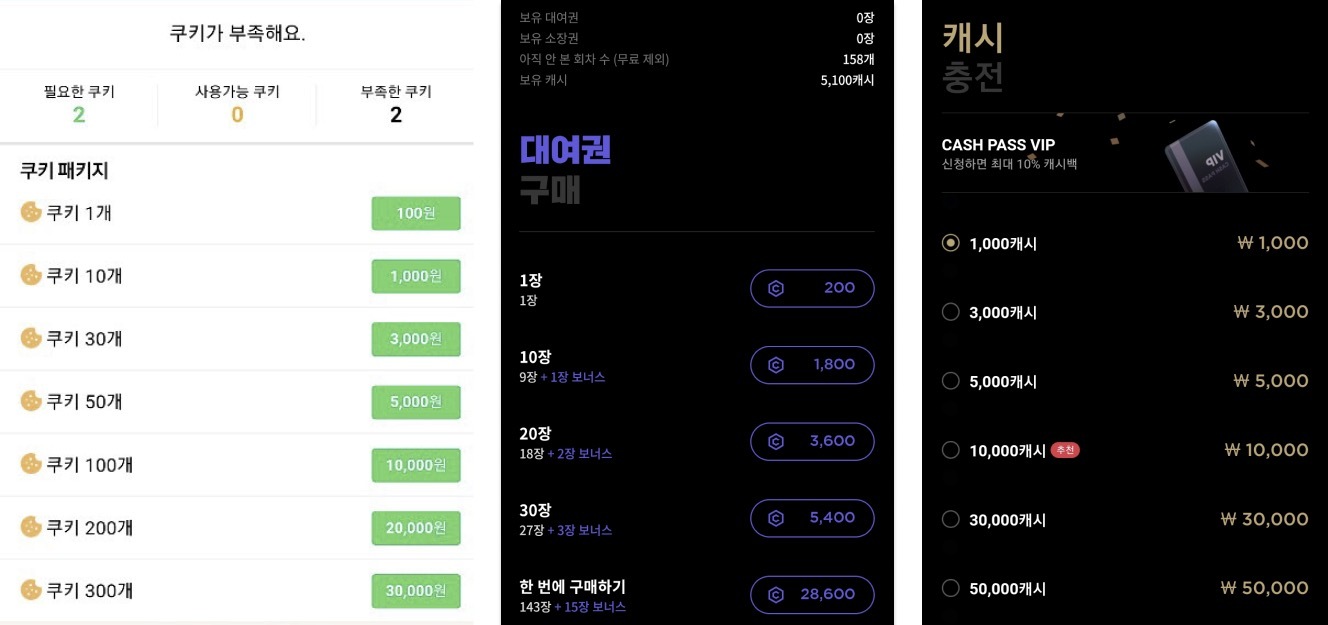 쿠키가 부족해요.
필요한 쿠키
2
사용가능 쿠키
0
부족한 쿠키
2
쿠키 패키지
쿠키 1개 100원
쿠키 10개 1,000원
쿠키 30개 3,000원
쿠키 50개 5,000원
쿠키 100개 10,000원
쿠키 200개 20,000원
쿠키 300개 30,000원
보유 대여권 0장
보유 소장권 0장
아직 안 본 회차 수 (무료 제외) 158개
보유 캐시 5,100캐시
대여권
구매
1장
1장
C 200
10장
9장 + 1장 보너스
C 1,800
20장
18장 + 2장 보너스
C 3,600
30장
27장 + 3장 보너스
C 5,400
한 번에 구매하기
143장 + 15장 보너스
C 28,600
캐시
충전
CASH PASS VIP
신청하면 최대 10% 캐시백
VIP
CASH PASS
1,000캐시 ₩ 1,000
3,000캐시 ₩ 3,000
5,000캐시 ₩ 5,000
10,000캐시 추천 ₩ 10,000
30,000캐시 ₩ 30,000
50,000캐시 ₩ 50,000